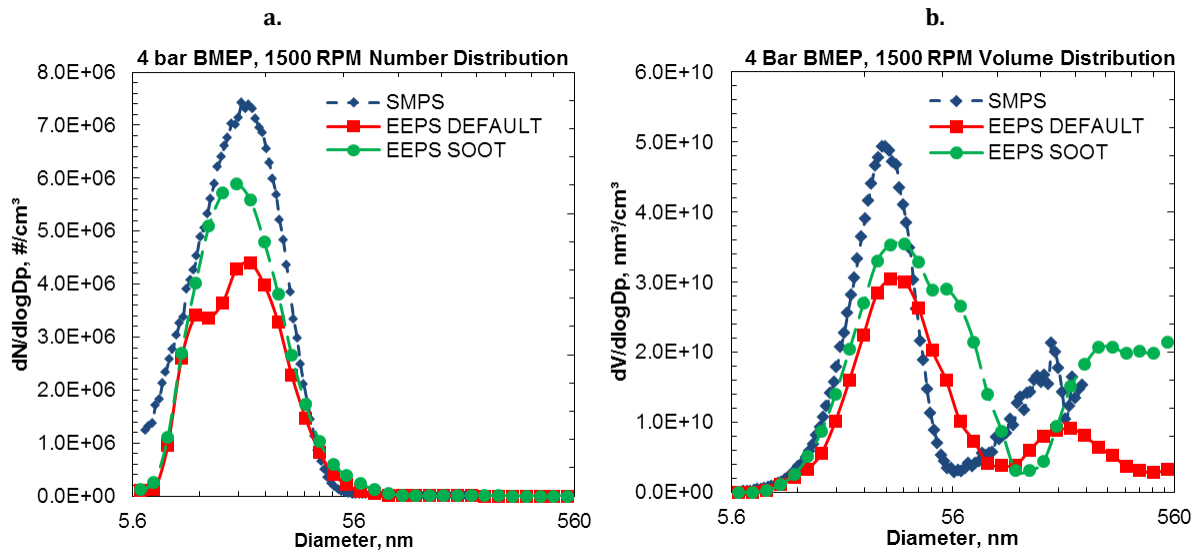 a.
4 bar BMEP, 1500 RPM Number Distribution
8.0E+06
7.0E+06
6.0E+06
5.0E+06
4.0E+06
3.0E+06
2.0E+06
1.0E+06
0.0E+00
dN/dlogDp, #/cm³
SMPS
EEPS DEFAULT
EEPS SOOT
5.6
56
560
Diameter, nm
b.
4 Bar BMEP, 1500 RPM Volume Distribution
6.0E+10
5.0E+10
4.0E+10
3.0E+10
2.0E+10
1.0E+10
0.0E+00
dV/dlogDp, nm³/cm³
SMPS
EEPS DEFAULT
EEPS SOOT
5.6
56
560
Diameter, nm